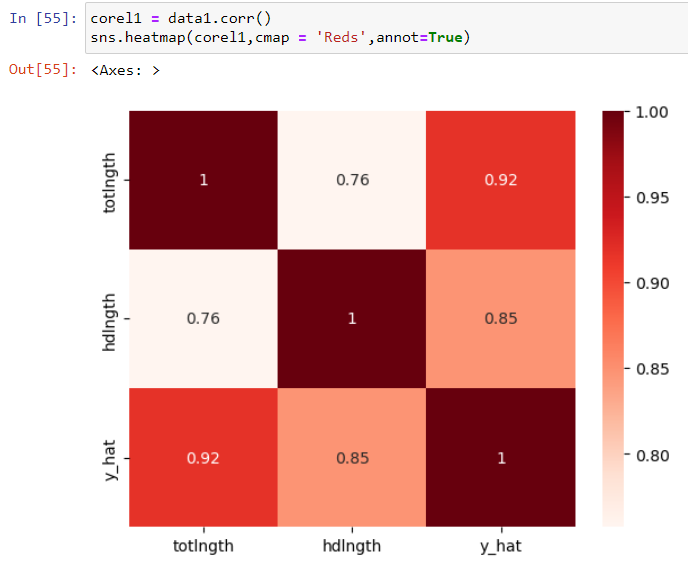 In [55]: corel1 = data1.corr()
sns.heatmap(corel1,cmap = 'Reds',annot=True)
Out[55]: <Axes: >
1.00
totlngth 1 0.76 0.92
0.95
0.90
hdlngth 0.76 1 0.85
0.85
y_hat 0.92 0.85 1
0.80
totlngth hdlngth y_hat